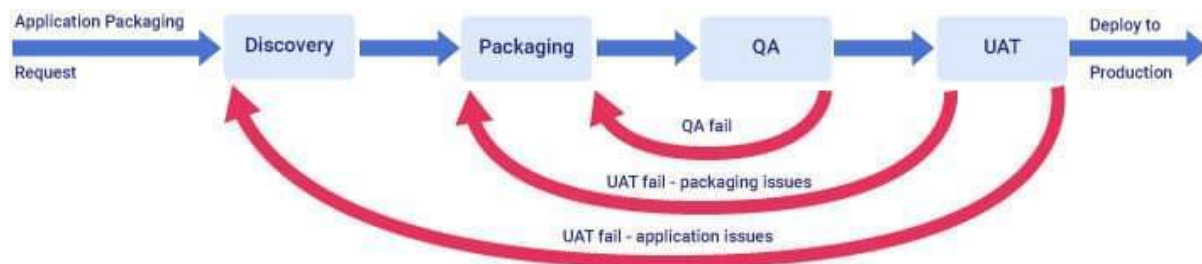 Application Packaging
Request
Discovery
Packaging
QA
UAT
Deploy to
Production
QA fail
UAT fail - packaging issues
UAT fail - application issues